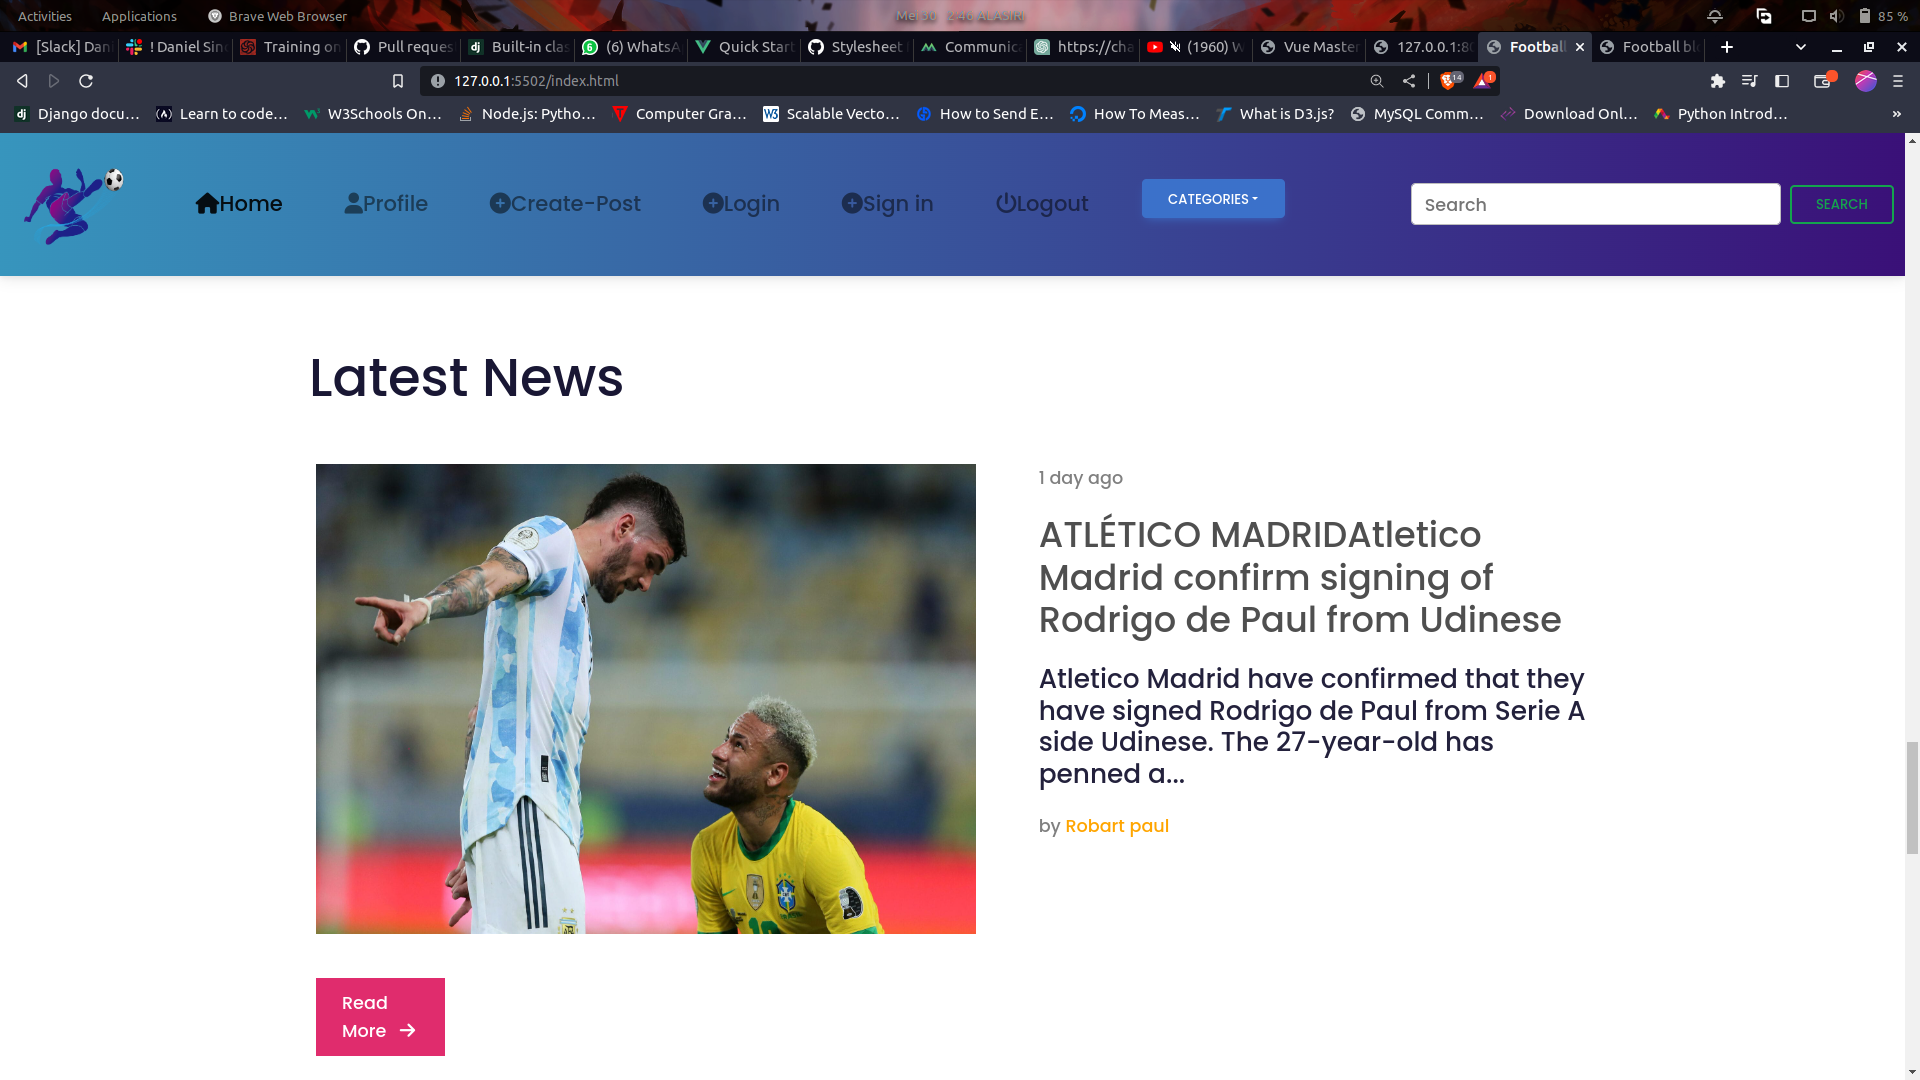 Activities Applications Brave Web Browser Mei 30 2:46 ALASIRI 85 %
[Slack] Dan ! Daniel Sin Training on Pull reques Built-in clas (6) WhatsA Quick Start Stylesheet Communica https://cha (1960) W Vue Master 127.0.0.1:80 Football Football bl
127.0.0.1:5502/index.html 14 1
Django docu... Learn to code... W3Schools On... Node.js: Pytho... Computer Gra... Scalable Vecto... How to Send E... How To Meas... What is D3.js? MySQL Comm... Download Onl... Python Introd... »
Home Profile Create-Post Login Sign in Logout CATEGORIES Search SEARCH
Latest News
1 day ago
ATLÉTICO MADRIDAtletico
Madrid confirm signing of
Rodrigo de Paul from Udinese
Atletico Madrid have confirmed that they
have signed Rodrigo de Paul from Serie A
side Udinese. The 27-year-old has
penned a...
by Robart paul
Read
More